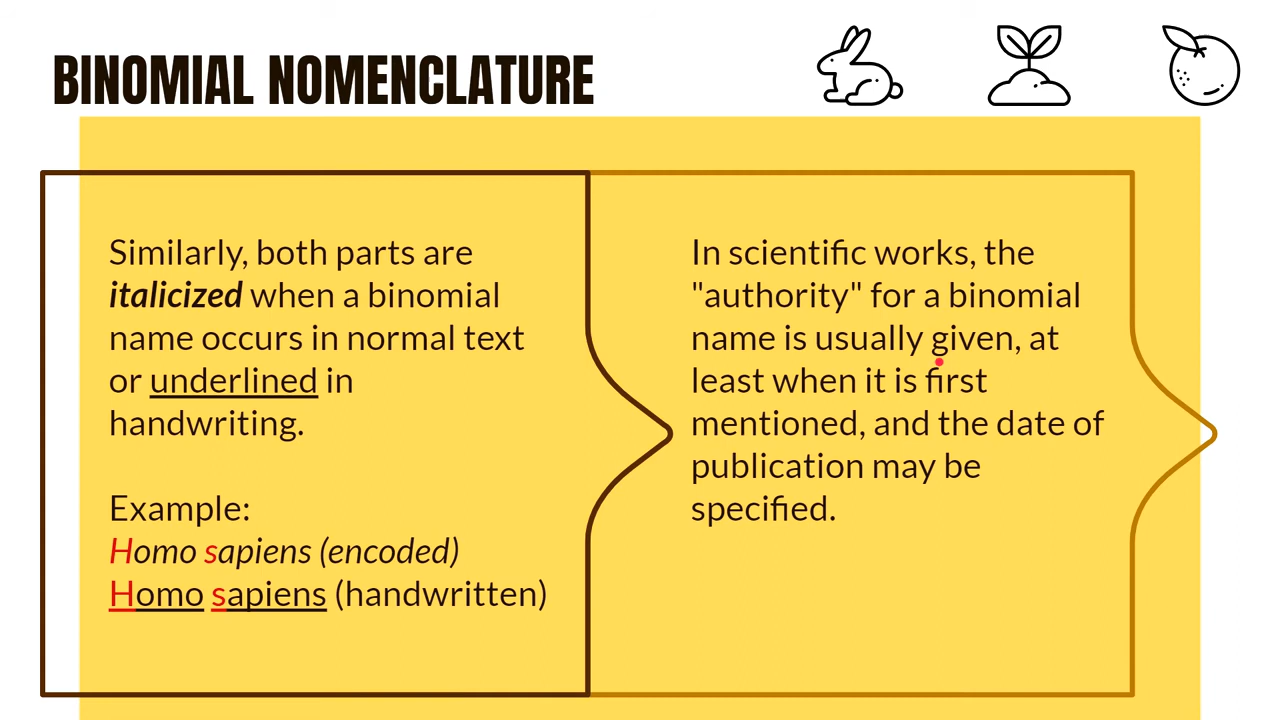 BINOMIAL NOMENCLATURE
Similarly, both parts are
italicized when a binomial
name occurs in normal text
or underlined in
handwriting.
Example:
Homo sapiens (encoded)
Homo sapiens (handwritten)
In scientific works, the
"authority" for a binomial
name is usually given, at
least when it is first
mentioned, and the date of
publication may be
specified.